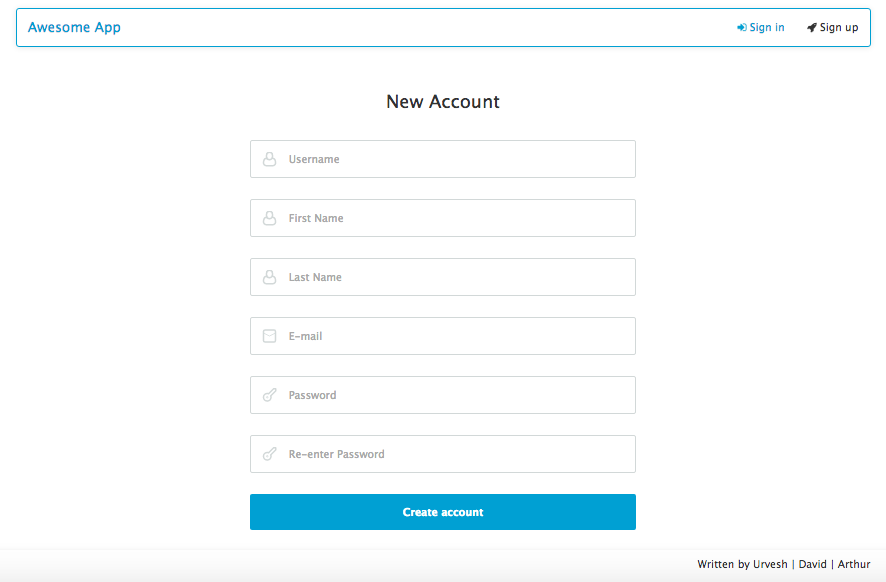 Awesome App
Sign in
Sign up
New Account
Username
First Name
Last Name
E-mail
Password
Re-enter Password
Create account
Written by Urvesh | David | Arthur